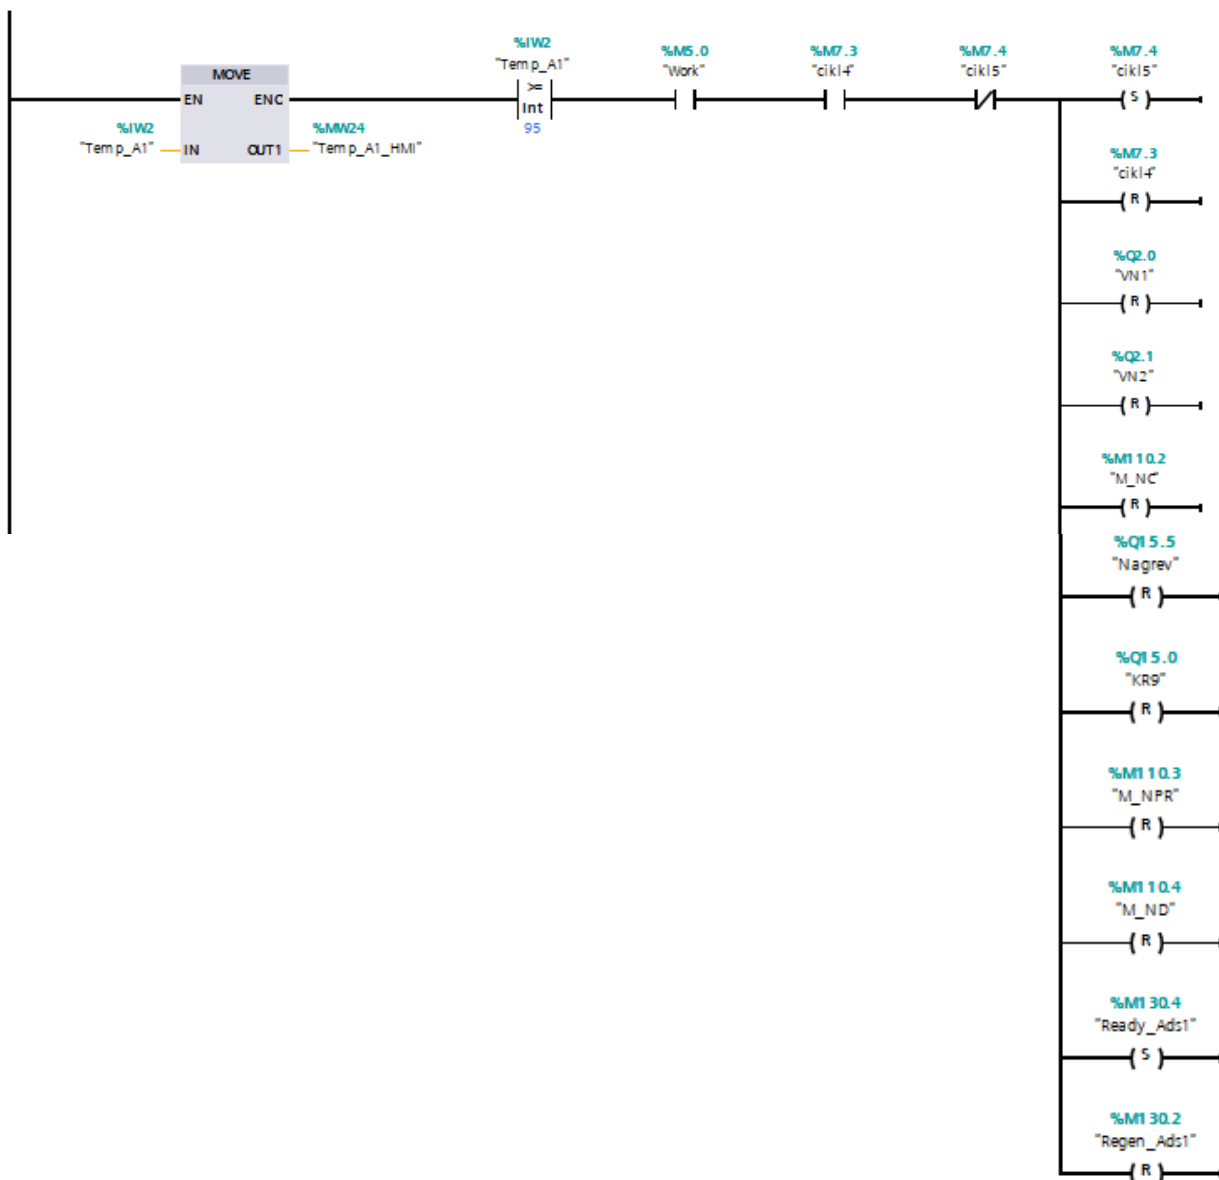 MOVE
EN ENO
%IW2 "Temp_A1" IN OUT1 %MW24 "Temp_A1_HMI"
%IW2
"Temp_A1"
>=
Int
95
%M5.0
"Work"
%M7.3
"cikl4"
%M7.4
"cikl5"
%M7.4
"cikl5"
S
%M7.3
"cikl4"
R
%Q2.0
"VN1"
R
%Q2.1
"VN2"
R
%M110.2
"M_NC"
R
%Q15.5
"Nagrev"
R
%Q15.0
"KR9"
R
%M110.3
"M_NPR"
R
%M110.4
"M_ND"
R
%M130.4
"Ready_Ads1"
S
%M130.2
"Regen_Ads1"
R